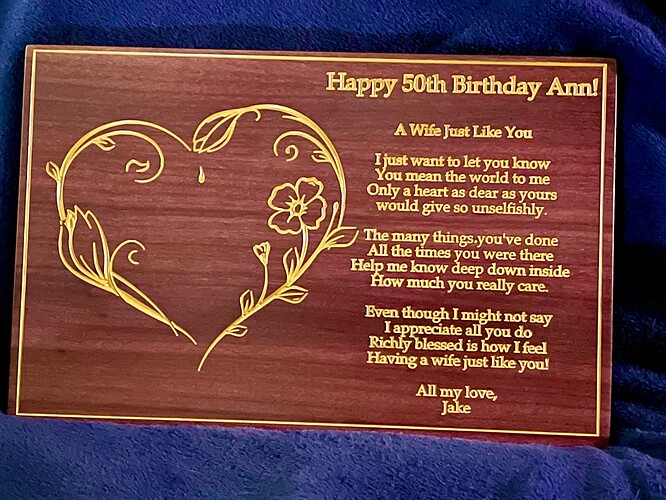 Happy 50th Birthday Ann!
A Wife Just Like You
I just want to let you know
You mean the world to me
Only a heart as dear as yours
would give so unselfishly.
The many things,you've done
All the times you were there
Help me know deep down inside
How much you really care.
Even though I might not say
I appreciate all you do
Richly blessed is how I feel
Having a wife just like you!
All my love,
Jake